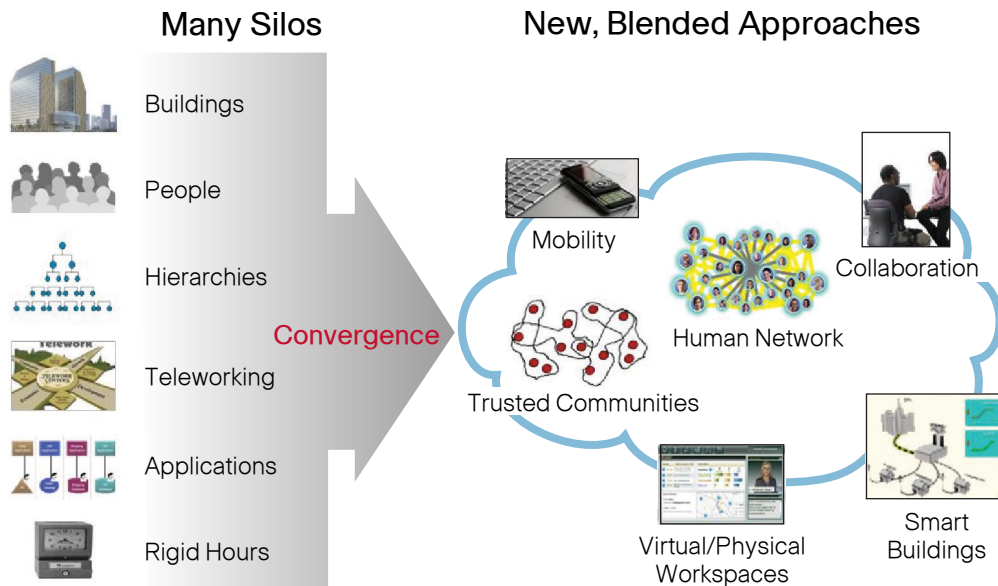 Many Silos
New, Blended Approaches
Buildings
People
Hierarchies
Convergence
Teleworking
Applications
Rigid Hours
Mobility
Collaboration
Human Network
Trusted Communities
Virtual/Physical
Workspaces
Smart
Buildings
Telework